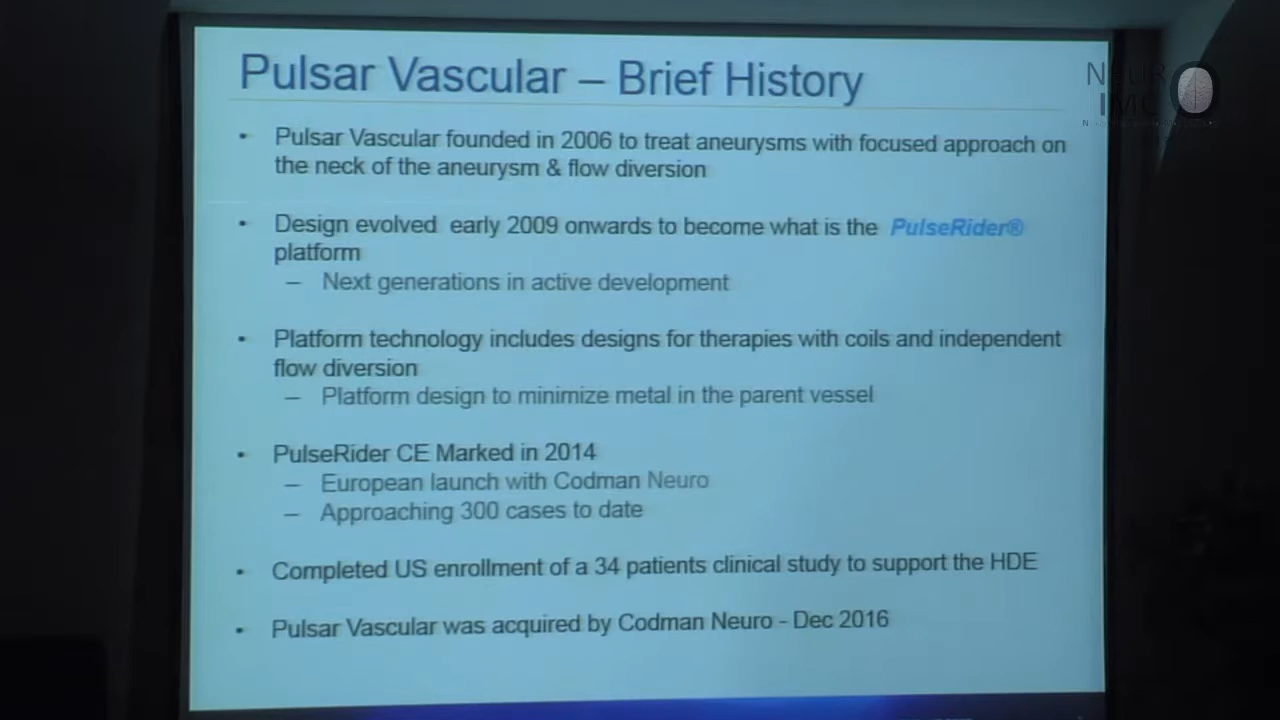 Pulsar Vascular – Brief History
• Pulsar Vascular founded in 2006 to treat aneurysms with focused approach on
the neck of the aneurysm & flow diversion
• Design evolved early 2009 onwards to become what is the PulseRider®
platform
– Next generations in active development
• Platform technology includes designs for therapies with coils and independent
flow diversion
– Platform design to minimize metal in the parent vessel
• PulseRider CE Marked in 2014
– European launch with Codman Neuro
– Approaching 300 cases to date
• Completed US enrollment of a 34 patients clinical study to support the HDE
• Pulsar Vascular was acquired by Codman Neuro - Dec 2016